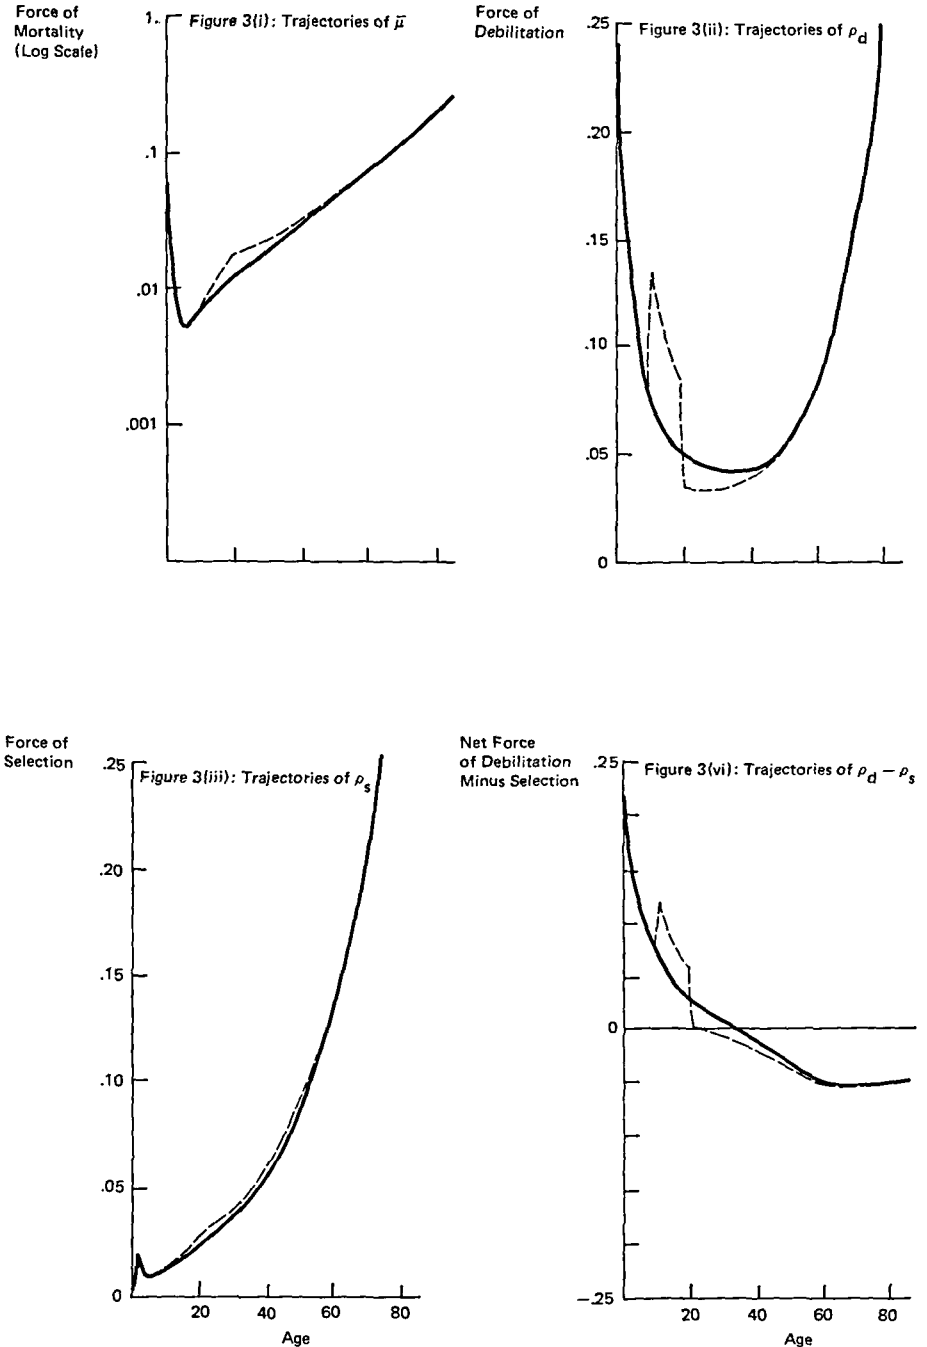 Force of
Mortality
(Log Scale)
Figure 3(i): Trajectories of μ̄
1.
.1
.01
.001
Force of
Debilitation
Figure 3(ii): Trajectories of ρd
.25
.20
.15
.10
.05
0
Force of
Selection
Figure 3(iii): Trajectories of ρs
.25
.20
.15
.10
.05
0
20 40 60 80
Age
Net Force
of Debilitation
Minus Selection
Figure 3(vi): Trajectories of ρd – ρs
.25
0
–.25
20 40 60 80
Age